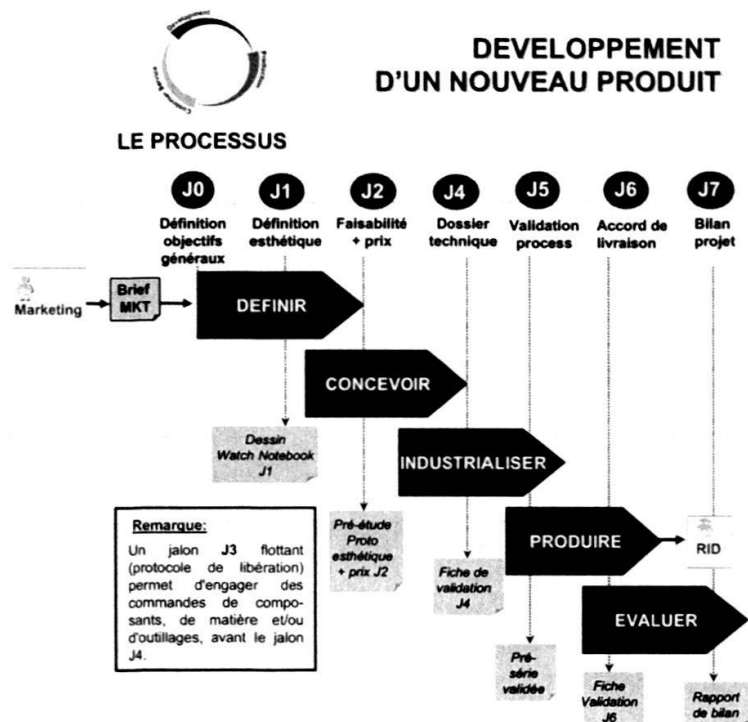 Development
Production
Customer Service
DEVELOPPEMENT
D'UN NOUVEAU PRODUIT
LE PROCESSUS
J0
J1
J2
J4
J5
J6
J7
Définition
objectifs
généraux
Définition
esthétique
Faisabilité
+ prix
Dossier
technique
Validation
process
Accord de
livraison
Bilan
projet
Marketing
Brief
MKT
DEFINIR
CONCEVOIR
Dessin
Watch Notebook
J1
INDUSTRIALISER
Remarque:
Un jalon J3 flottant
(protocole de libération)
permet d'engager des
commandes de compo-
sants, de matière et/ou
d'outillages, avant le jalon
J4.
Pré-étude
Proto
esthétique
+ prix J2
PRODUIRE
RID
Fiche de
validation
J4
EVALUER
Pré-
série
validée
Fiche
Validation
J6
Rapport
de bilan